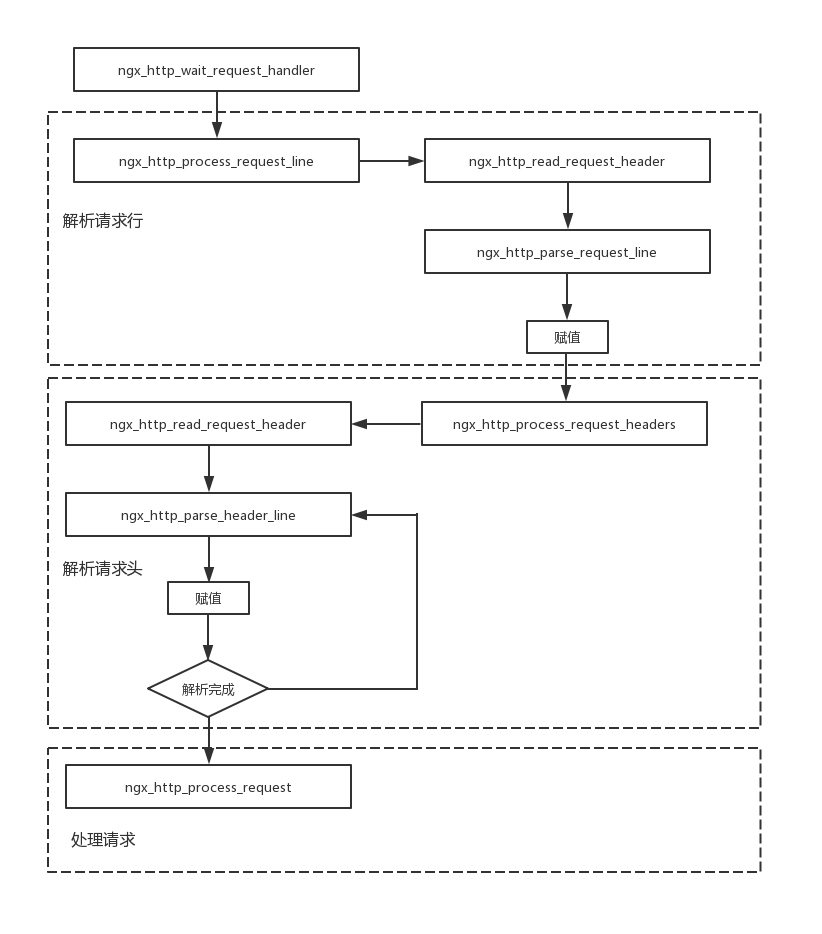 ngx_http_wait_request_handler
ngx_http_process_request_line
ngx_http_read_request_header
解析请求行
ngx_http_parse_request_line
赋值
ngx_http_read_request_header
ngx_http_process_request_headers
ngx_http_parse_header_line
解析请求头
赋值
解析完成
ngx_http_process_request
处理请求